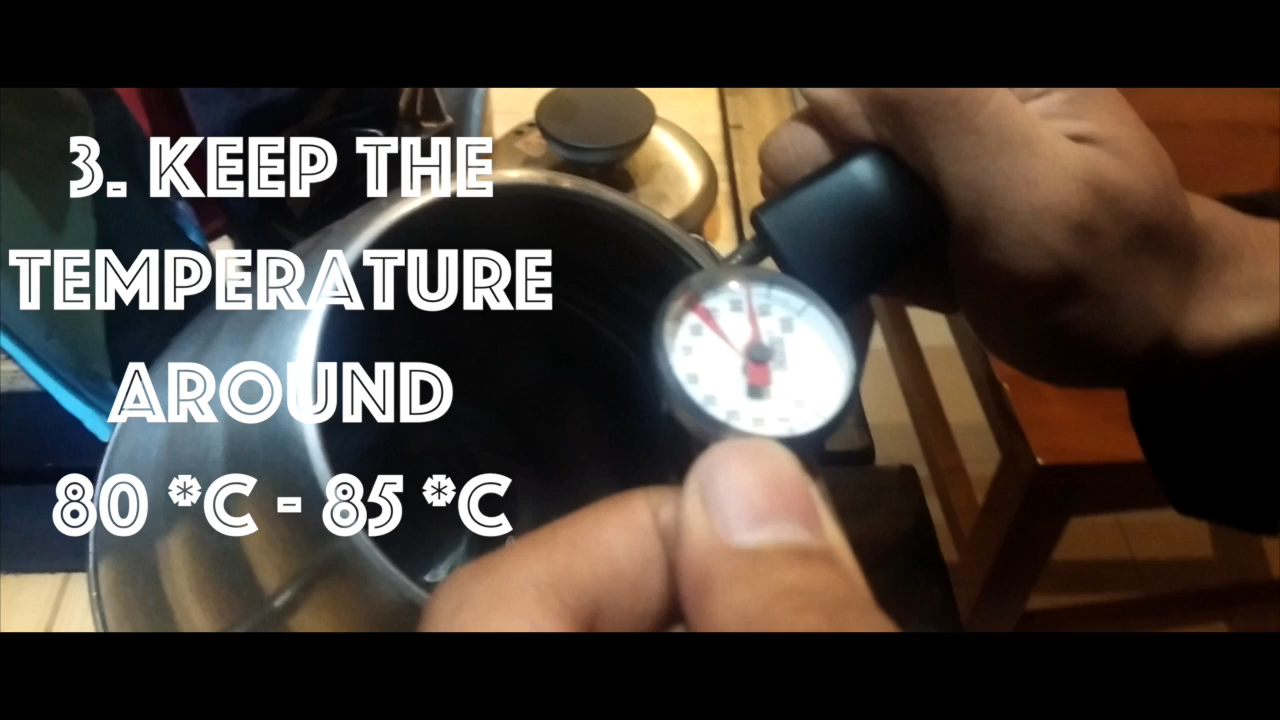 3. KEEP THE
TEMPERATURE
AROUND
80 *C - 85 *C